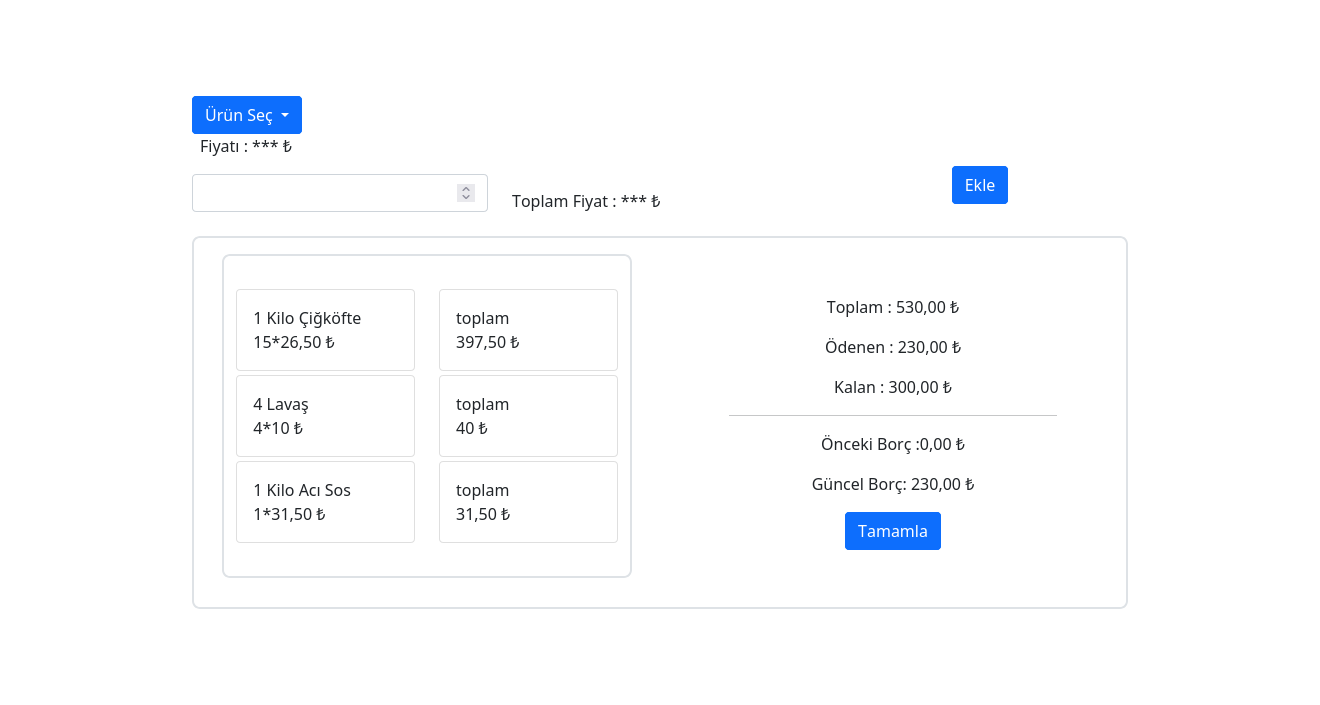 Ürün Seç
Fiyatı : *** ₺
Toplam Fiyat : *** ₺
Ekle
1 Kilo Çiğköfte
15*26,50 ₺
toplam
397,50 ₺
4 Lavaş
4*10 ₺
toplam
40 ₺
1 Kilo Acı Sos
1*31,50 ₺
toplam
31,50 ₺
Toplam : 530,00 ₺
Ödenen : 230,00 ₺
Kalan : 300,00 ₺
Önceki Borç :0,00 ₺
Güncel Borç: 230,00 ₺
Tamamla